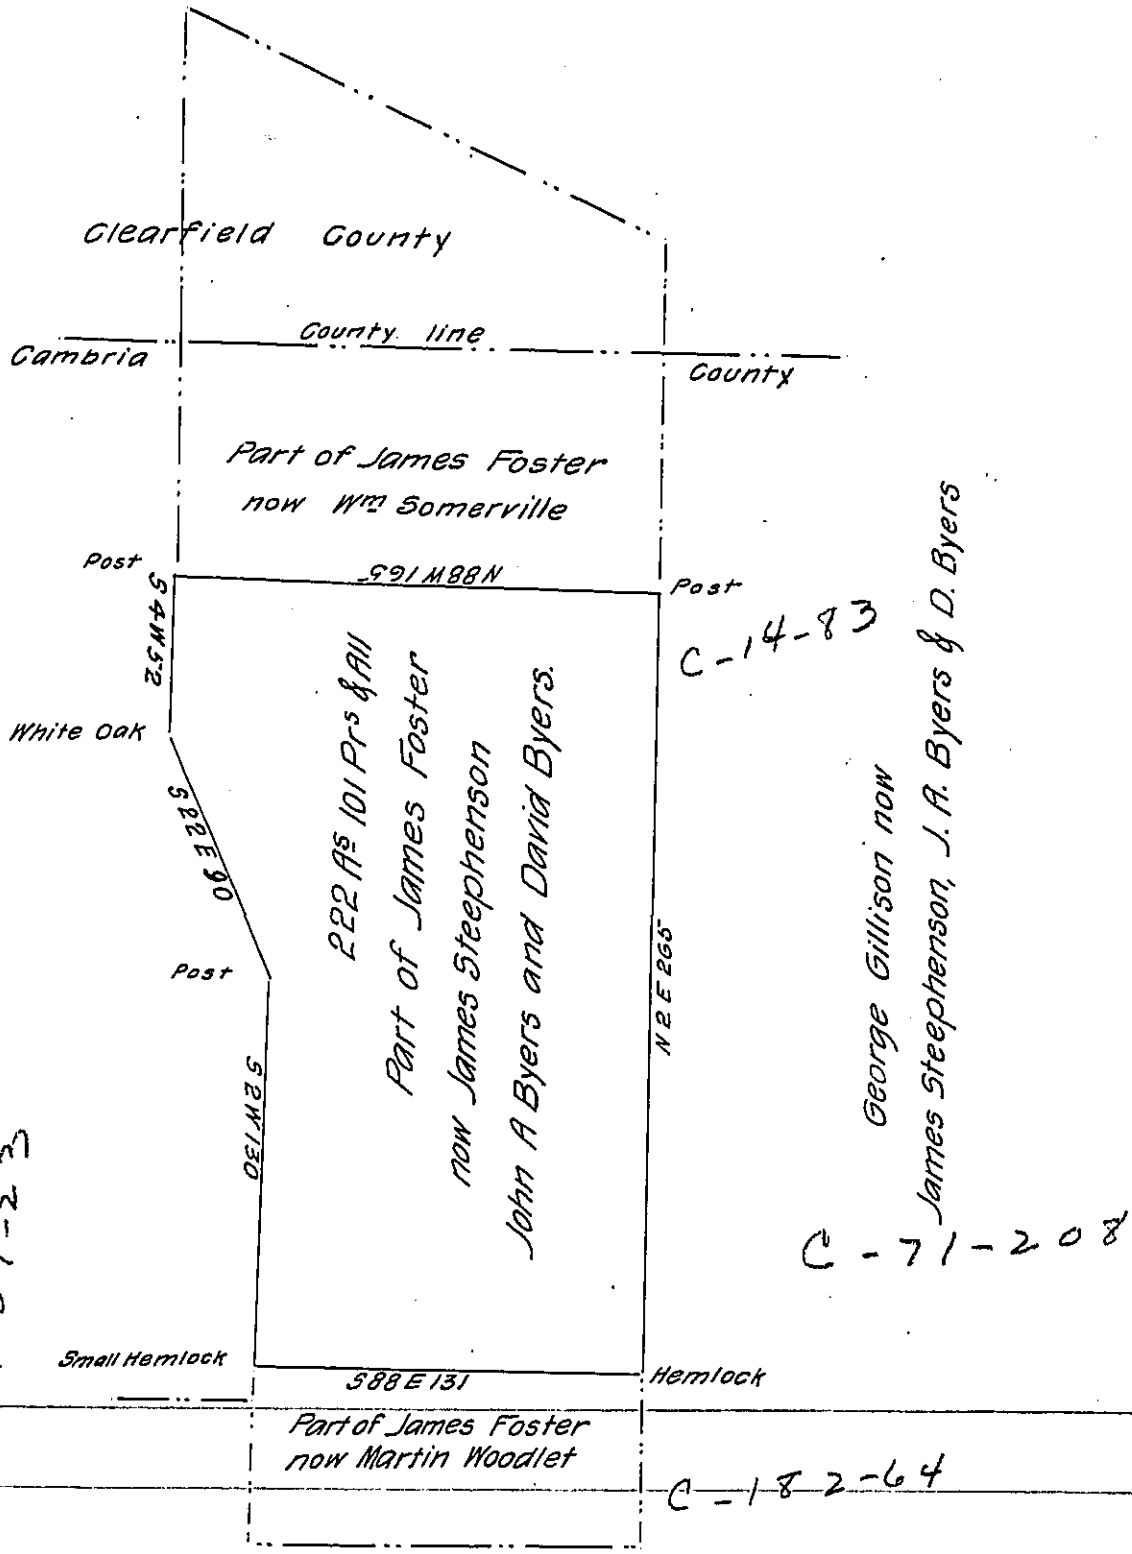 Clearfield County
County line
Cambria
County
Part of James Foster
now Wm Somerville
Post
N88W 165
Post
S4W52
C-14-83
White Oak
S22E90
Post
S2W130
222 As 101 Prs & All
Part of James Foster
now James Steephenson
John A Byers and David Byers.
N2E265
George Gillison now
James Steephenson, J. A. Byers & D. Byers
C-71-208
Small Hemlock
S88E131
Hemlock
Part of James Foster
now Martin Woodlet
C-182-64